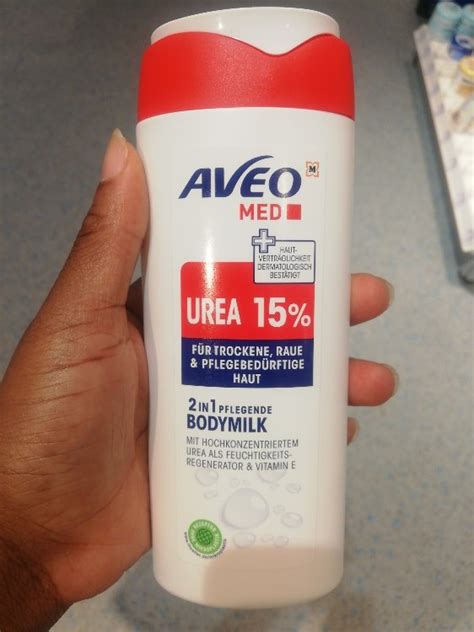 AVEO M
MED
HAUT-
VERTRÄGLICHKEIT
DERMATOLOGISCH
BESTÄTIGT
UREA 15%
FÜR TROCKENE, RAUE
& PFLEGEBEDÜRFTIGE
HAUT
2 IN 1 PFLEGENDE
BODYMILK
MIT HOCHKONZENTRIERTEM
UREA ALS FEUCHTIGKEITS-
REGENERATOR & VITAMIN E